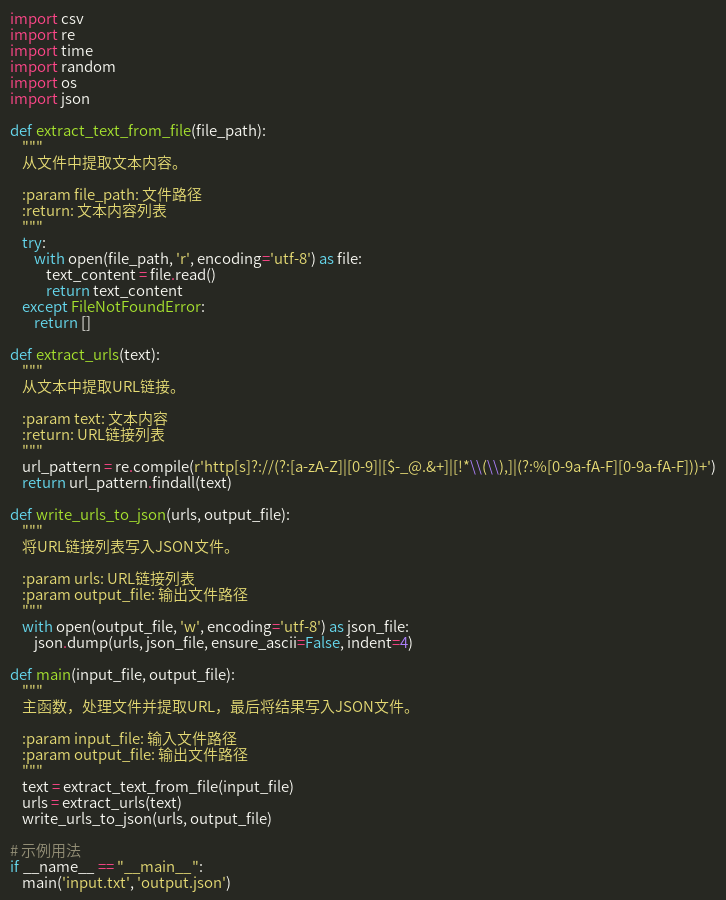 import csv
import re
import time
import random
import os
import json

def extract_text_from_file(file_path):
    """
    从文件中提取文本内容。

    :param file_path: 文件路径
    :return: 文本内容列表
    """
    try:
        with open(file_path, 'r', encoding='utf-8') as file:
            text_content = file.read()
            return text_content
    except FileNotFoundError:
        return []

def extract_urls(text):
    """
    从文本中提取URL链接。

    :param text: 文本内容
    :return: URL链接列表
    """
    url_pattern = re.compile(r'http[s]?://(?:[a-zA-Z]|[0-9]|[$-_@.&+]|[!*\\(\\),]|(?:%[0-9a-fA-F][0-9a-fA-F]))+')
    return url_pattern.findall(text)

def write_urls_to_json(urls, output_file):
    """
    将URL链接列表写入JSON文件。

    :param urls: URL链接列表
    :param output_file: 输出文件路径
    """
    with open(output_file, 'w', encoding='utf-8') as json_file:
        json.dump(urls, json_file, ensure_ascii=False, indent=4)

def main(input_file, output_file):
    """
    主函数，处理文件并提取URL，最后将结果写入JSON文件。

    :param input_file: 输入文件路径
    :param output_file: 输出文件路径
    """
    text = extract_text_from_file(input_file)
    urls = extract_urls(text)
    write_urls_to_json(urls, output_file)

# 示例用法
if __name__ == "__main__":
    main('input.txt', 'output.json')